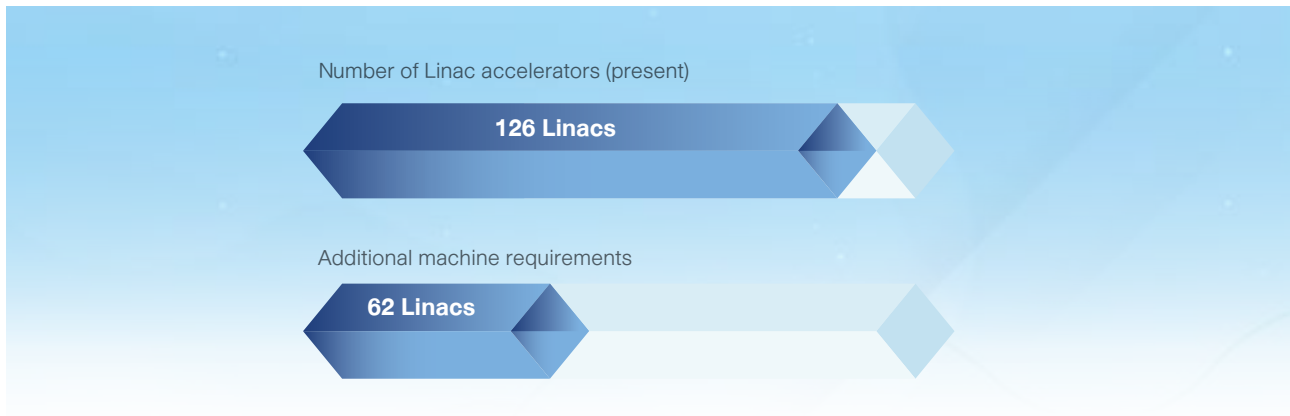 Number of Linac accelerators (present)
126 Linacs
Additional machine requirements
62 Linacs